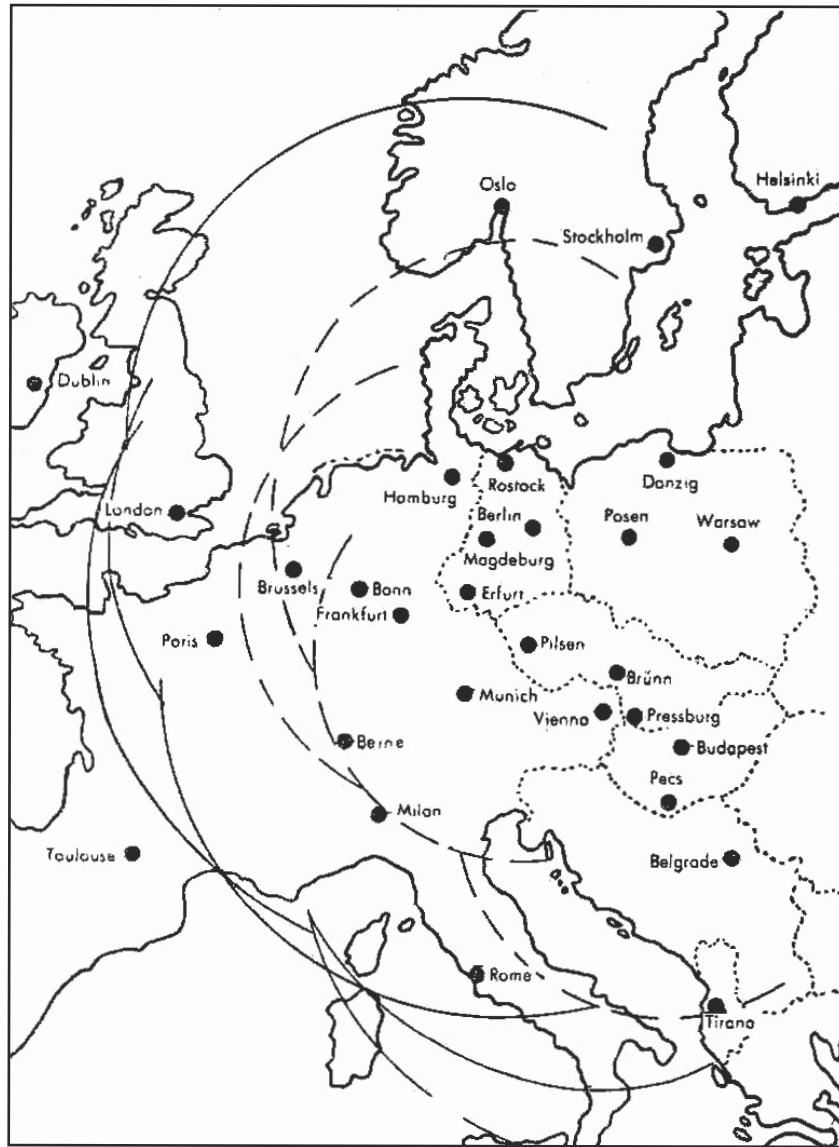 Oslo
Helsinki
Stockholm
Dublin
London
Hamburg
Rostock
Danzig
Berlin
Posen
Warsaw
Magdeburg
Brussels
Bonn
Erfurt
Frankfurt
Paris
Pilsen
Brünn
Munich
Vienna
Pressburg
Berne
Budapest
Pecs
Milan
Toulouse
Belgrade
Rome
Tirana